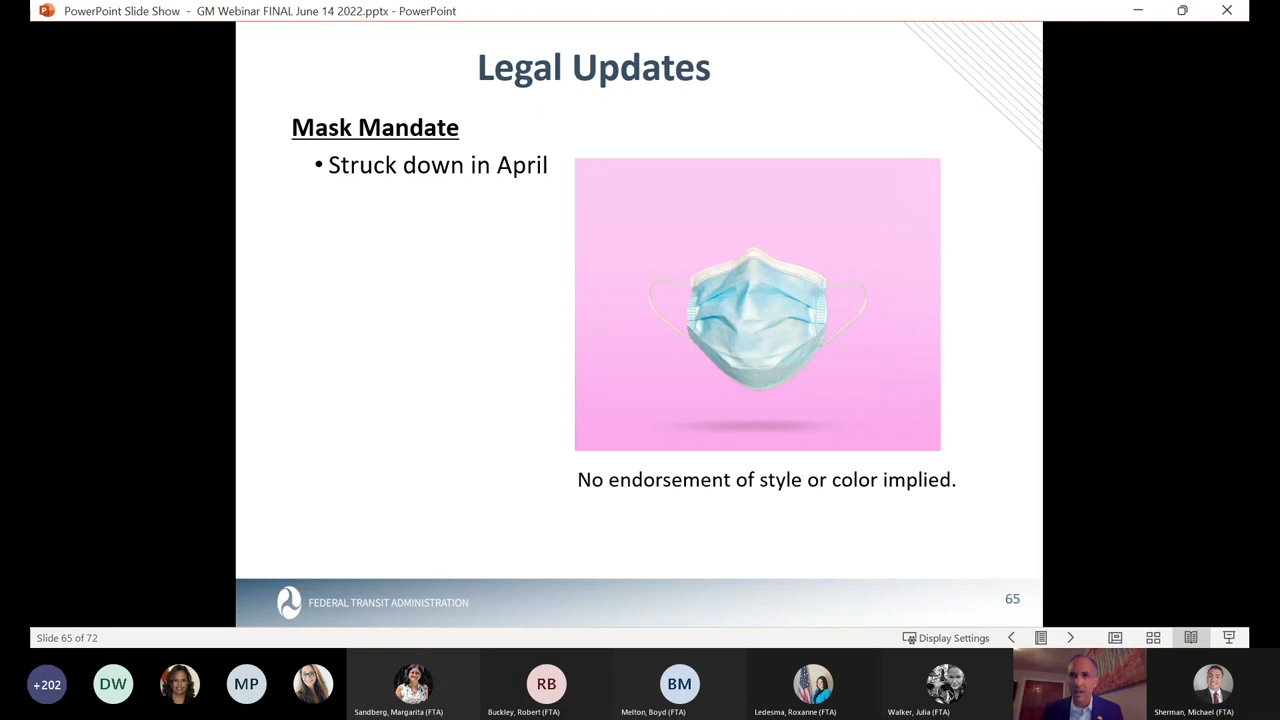 PowerPoint Slide Show - GM Webinar FINAL June 14 2022.pptx - PowerPoint
Legal Updates
Mask Mandate
• Struck down in April
No endorsement of style or color implied.
FEDERAL TRANSIT ADMINISTRATION
65
Slide 65 of 72
Display Settings
+202
DW
MP
RB
BM
Sandberg, Margarita (FTA)
Buckley, Robert (FTA)
Melton, Boyd (FTA)
Ledesma, Roxanne (FTA)
Walker, Julia (FTA)
Sherman, Michael (FTA)